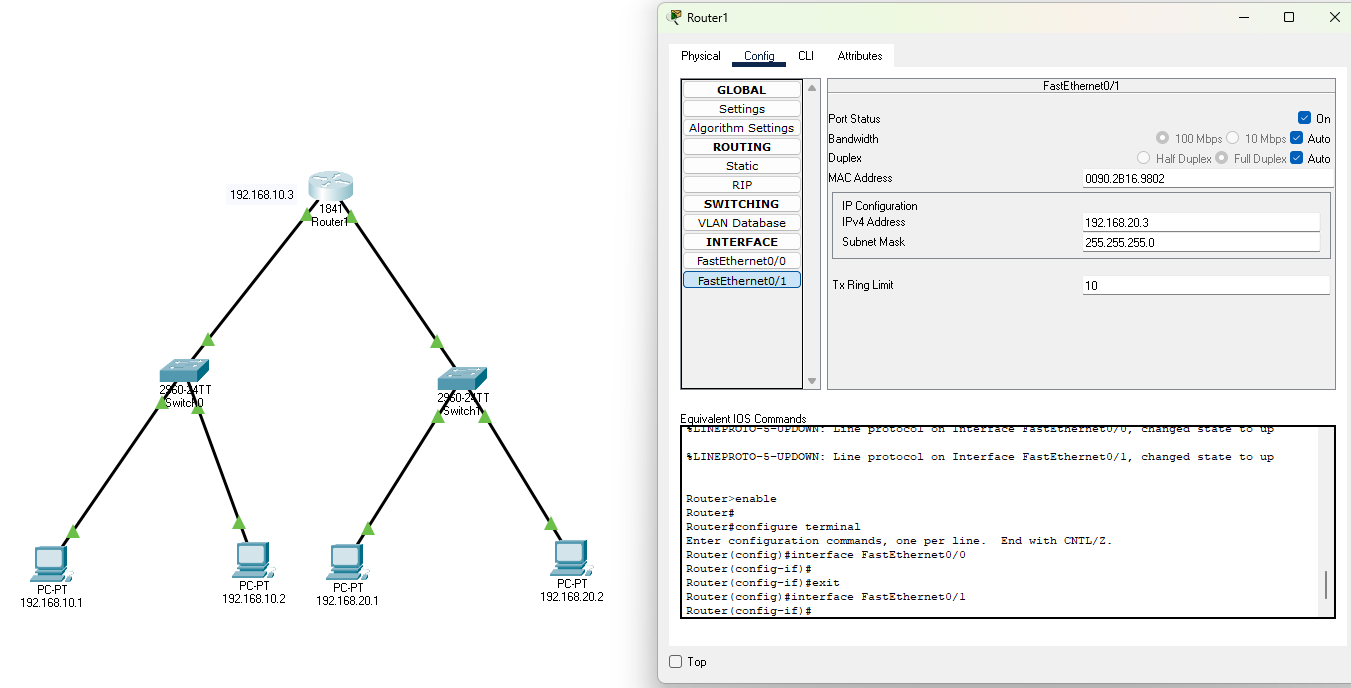 192.168.10.3
1841
Router1
2960-24TT
Switch0
2960-24TT
Switch1
PC-PT
192.168.10.1
PC-PT
192.168.10.2
PC-PT
192.168.20.1
PC-PT
192.168.20.2
Router1
Physical Config CLI Attributes
GLOBAL
Settings
Algorithm Settings
ROUTING
Static
RIP
SWITCHING
VLAN Database
INTERFACE
FastEthernet0/0
FastEthernet0/1
FastEthernet0/1
Port Status On
Bandwidth 100 Mbps 10 Mbps Auto
Duplex Half Duplex Full Duplex Auto
MAC Address 0090.2B16.9802
IP Configuration
IPv4 Address 192.168.20.3
Subnet Mask 255.255.255.0
Tx Ring Limit 10
Equivalent IOS Commands
%LINEPROTO-5-UPDOWN: Line protocol on Interface FastEthernet0/0, changed state to up
%LINEPROTO-5-UPDOWN: Line protocol on Interface FastEthernet0/1, changed state to up
Router>enable
Router#
Router#configure terminal
Enter configuration commands, one per line. End with CNTL/Z.
Router(config)#interface FastEthernet0/0
Router(config-if)#
Router(config-if)#exit
Router(config)#interface FastEthernet0/1
Router(config-if)#
Top